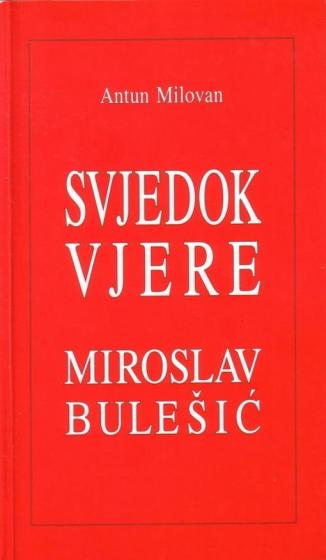 Antun Milovan
SVJEDOK
VJERE
MIROSLAV
BULEŠIĆ